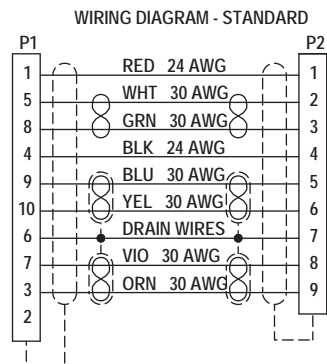 WIRING DIAGRAM - STANDARD
P1 P2
1 RED 24 AWG 1
5 WHT 30 AWG 2
8 GRN 30 AWG 3
4 BLK 24 AWG 4
9 BLU 30 AWG 5
10 YEL 30 AWG 6
6 DRAIN WIRES 7
7 VIO 30 AWG 8
3 ORN 30 AWG 9
2